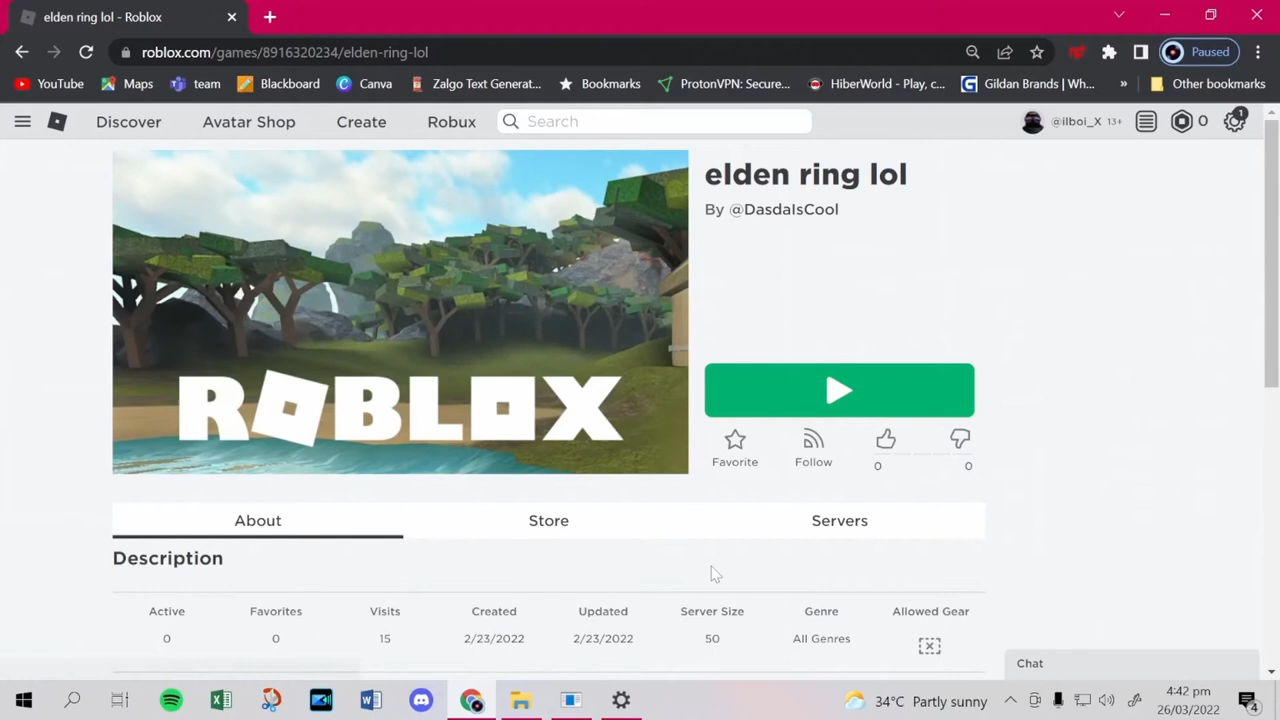 elden ring lol - Roblox
roblox.com/games/8916320234/elden-ring-lol
Paused
YouTube
Maps
team
Blackboard
Canva
Zalgo Text Generat...
Bookmarks
ProtonVPN: Secure...
HiberWorld - Play, c...
Gildan Brands | Wh...
»
Other bookmarks
Discover
Avatar Shop
Create
Robux
Search
@ilboi_X 13+
0
1
elden ring lol
By @DasdaIsCool
ROBLOX
Favorite
Follow
0
0
About
Store
Servers
Description
Active
Favorites
Visits
Created
Updated
Server Size
Genre
Allowed Gear
0
0
15
2/23/2022
2/23/2022
50
All Genres
Chat
34°C Partly sunny
4:42 pm
26/03/2022
4